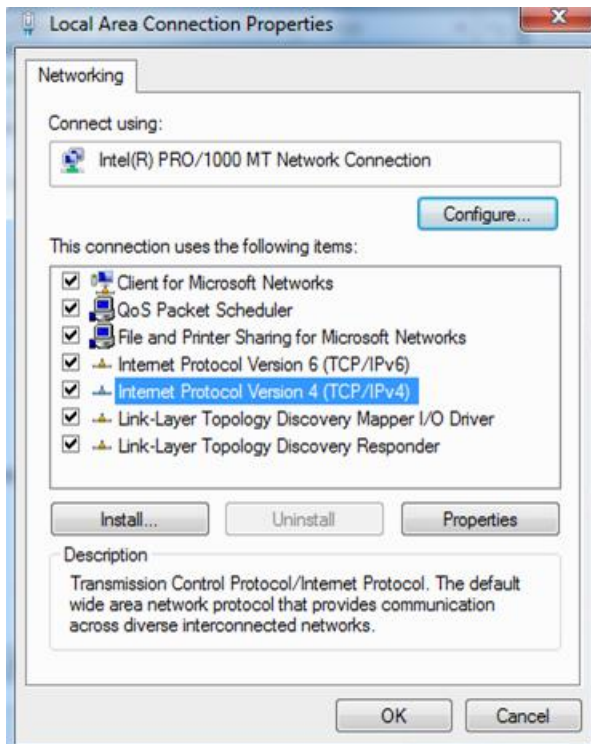 Local Area Connection Properties
Networking
Connect using:
Intel(R) PRO/1000 MT Network Connection
Configure...
This connection uses the following items:
Client for Microsoft Networks
QoS Packet Scheduler
File and Printer Sharing for Microsoft Networks
Internet Protocol Version 6 (TCP/IPv6)
Internet Protocol Version 4 (TCP/IPv4)
Link-Layer Topology Discovery Mapper I/O Driver
Link-Layer Topology Discovery Responder
Install... Uninstall Properties
Description
Transmission Control Protocol/Internet Protocol. The default
wide area network protocol that provides communication
across diverse interconnected networks.
OK Cancel